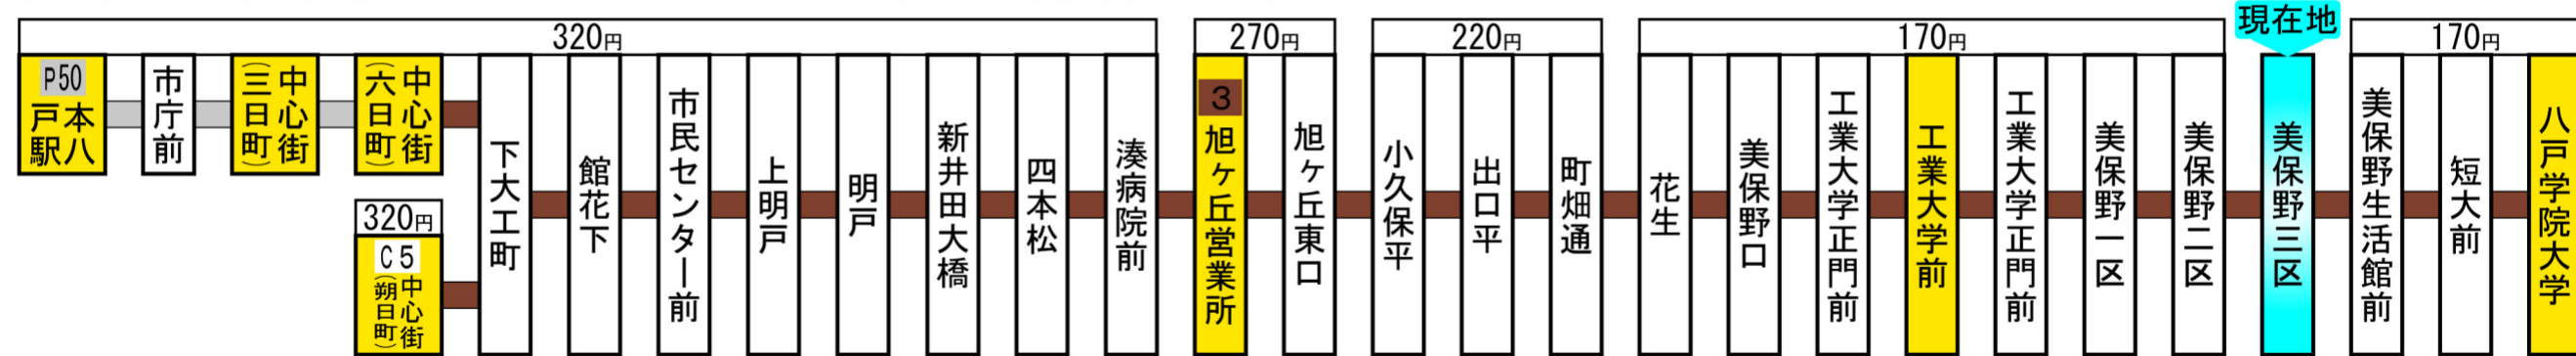 現在地
320円
270円
220円
170円
170円
P50
本八戸駅
市庁前
中心街(三日町)
中心街(六日町)
320円
C5
中心街(朔日町)
下大工町
館花下
市民センター前
上明戸
明戸
新井田大橋
四本松
湊病院前
3
旭ヶ丘営業所
旭ヶ丘東口
小久保平
出口平
町畑通
花生
美保野口
工業大学正門前
工業大学前
工業大学正門前
美保野一区
美保野二区
美保野三区
美保野生活館前
短大前
八戸学院大学